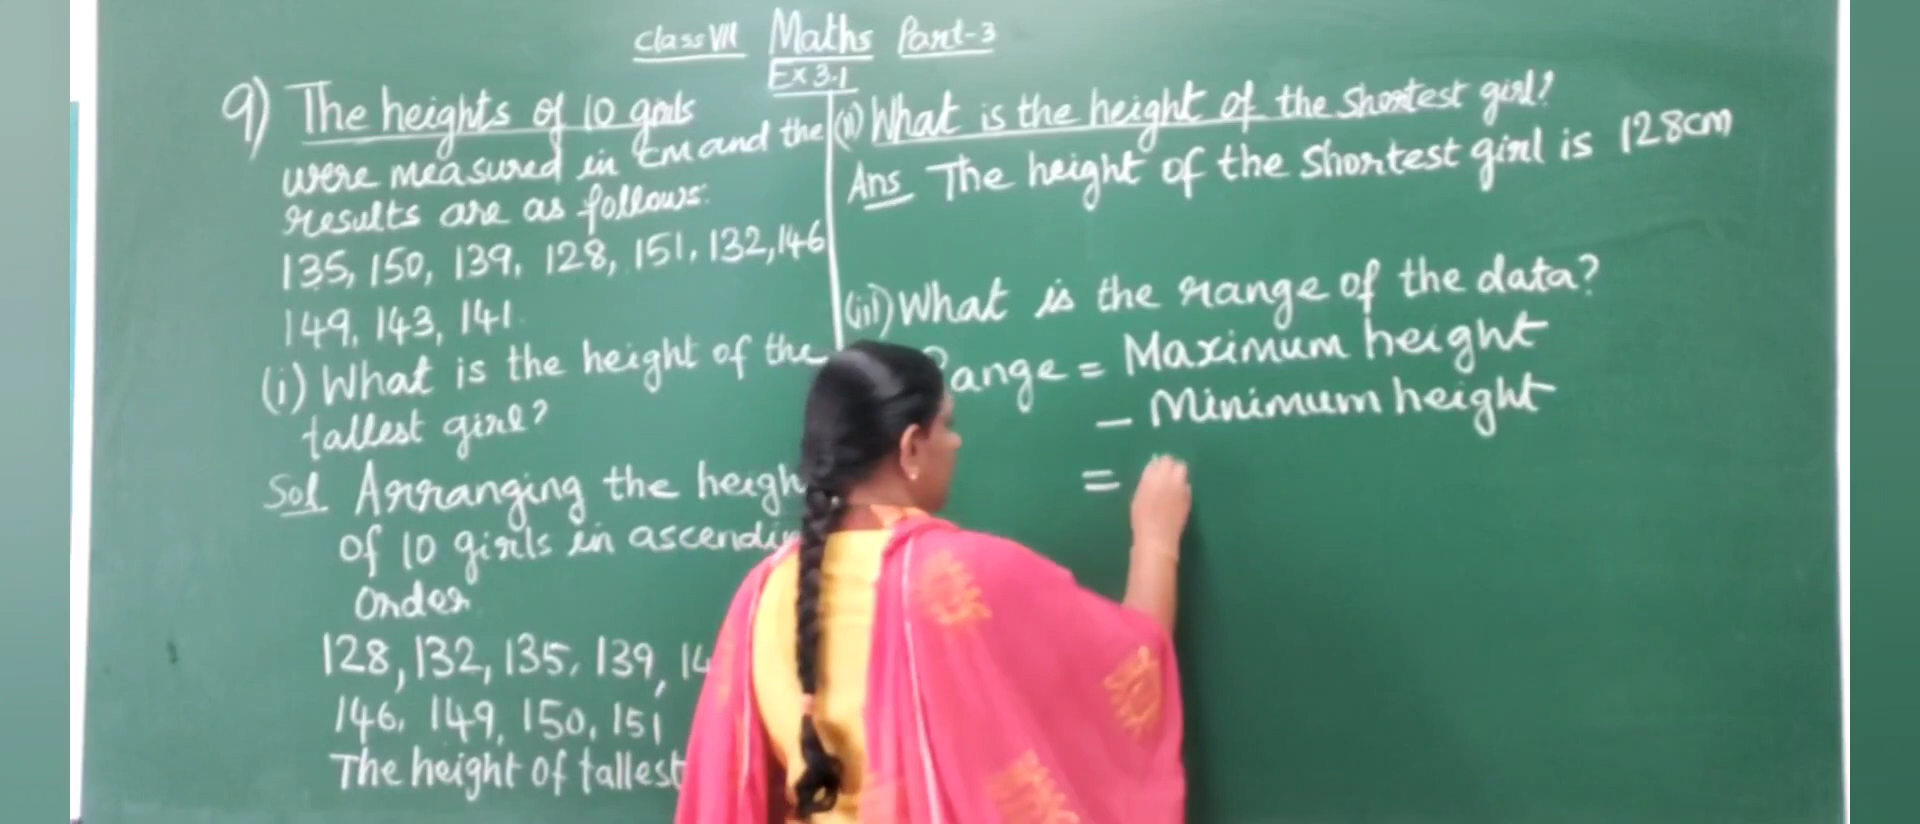 Class VII Maths Part-3
Ex 3.1
9) The heights of 10 girls
were measured in cm and the
results are as follows:
135, 150, 139, 128, 151, 132, 146
149, 143, 141.
(i) What is the height of the
tallest girl?
Sol Arranging the heigh
of 10 girls in ascendin
Order
128, 132, 135, 139, 14
146, 149, 150, 151
The height of tallest
(ii) What is the height of the shortest girl?
Ans The height of the shortest girl is 128cm
(iii) What is the range of the data?
Range = Maximum height
- Minimum height
=